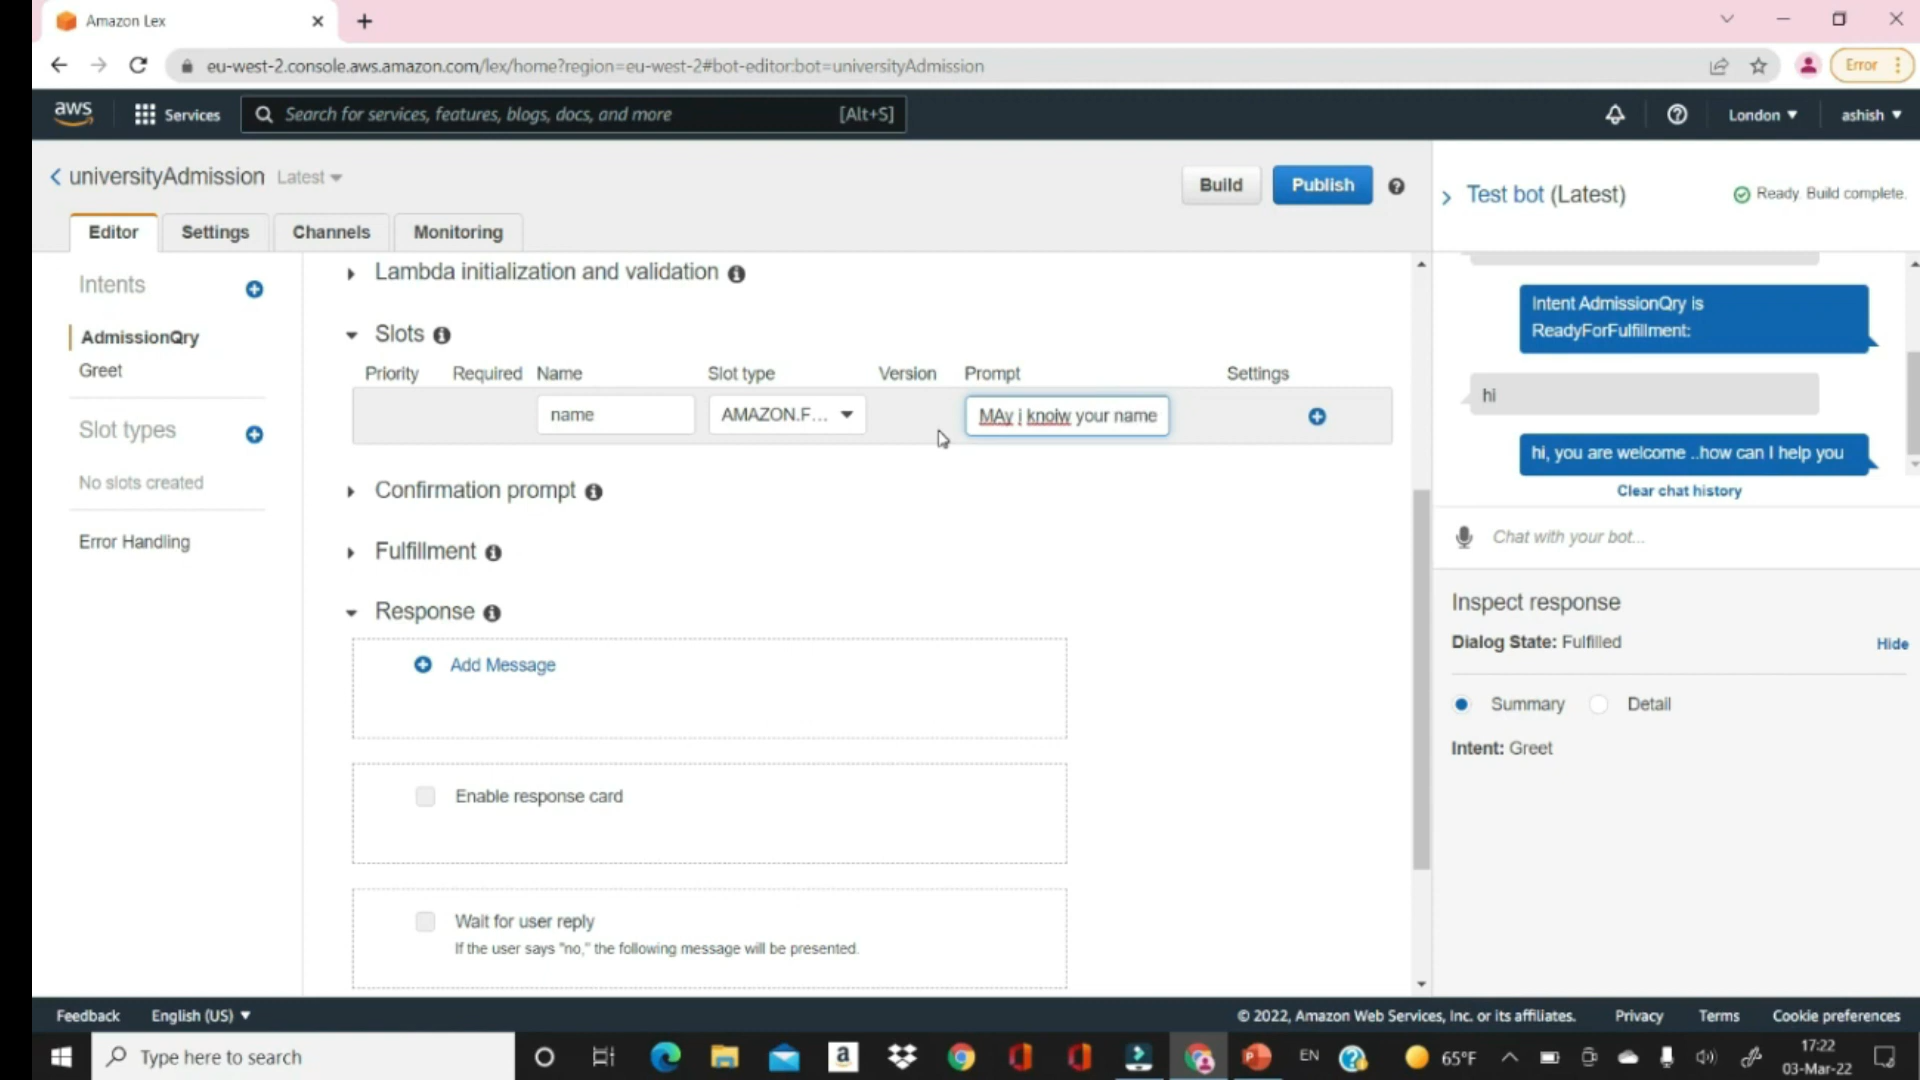 Amazon Lex
eu-west-2.console.aws.amazon.com/lex/home?region=eu-west-2#bot-editor:bot=universityAdmission
Error
aws
Services
Search for services, features, blogs, docs, and more
[Alt+S]
London
ashish
universityAdmission Latest
Build
Publish
Test bot (Latest)
Ready. Build complete.
Editor
Settings
Channels
Monitoring
Intents
AdmissionQry
Greet
Slot types
No slots created
Error Handling
Lambda initialization and validation
Slots
Priority Required Name Slot type Version Prompt Settings
name
AMAZON.F...
MAy i knoiw your name
Confirmation prompt
Fulfillment
Response
Add Message
Enable response card
Wait for user reply
If the user says "no," the following message will be presented.
Intent AdmissionQry is
ReadyForFulfillment:
hi
hi, you are welcome ..how can I help you
Clear chat history
Chat with your bot...
Inspect response
Dialog State: Fulfilled
Hide
Summary
Detail
Intent: Greet
Feedback
English (US)
© 2022, Amazon Web Services, Inc. or its affiliates.
Privacy
Terms
Cookie preferences
Type here to search
a
P
EN
65°F
17:22
03-Mar-22